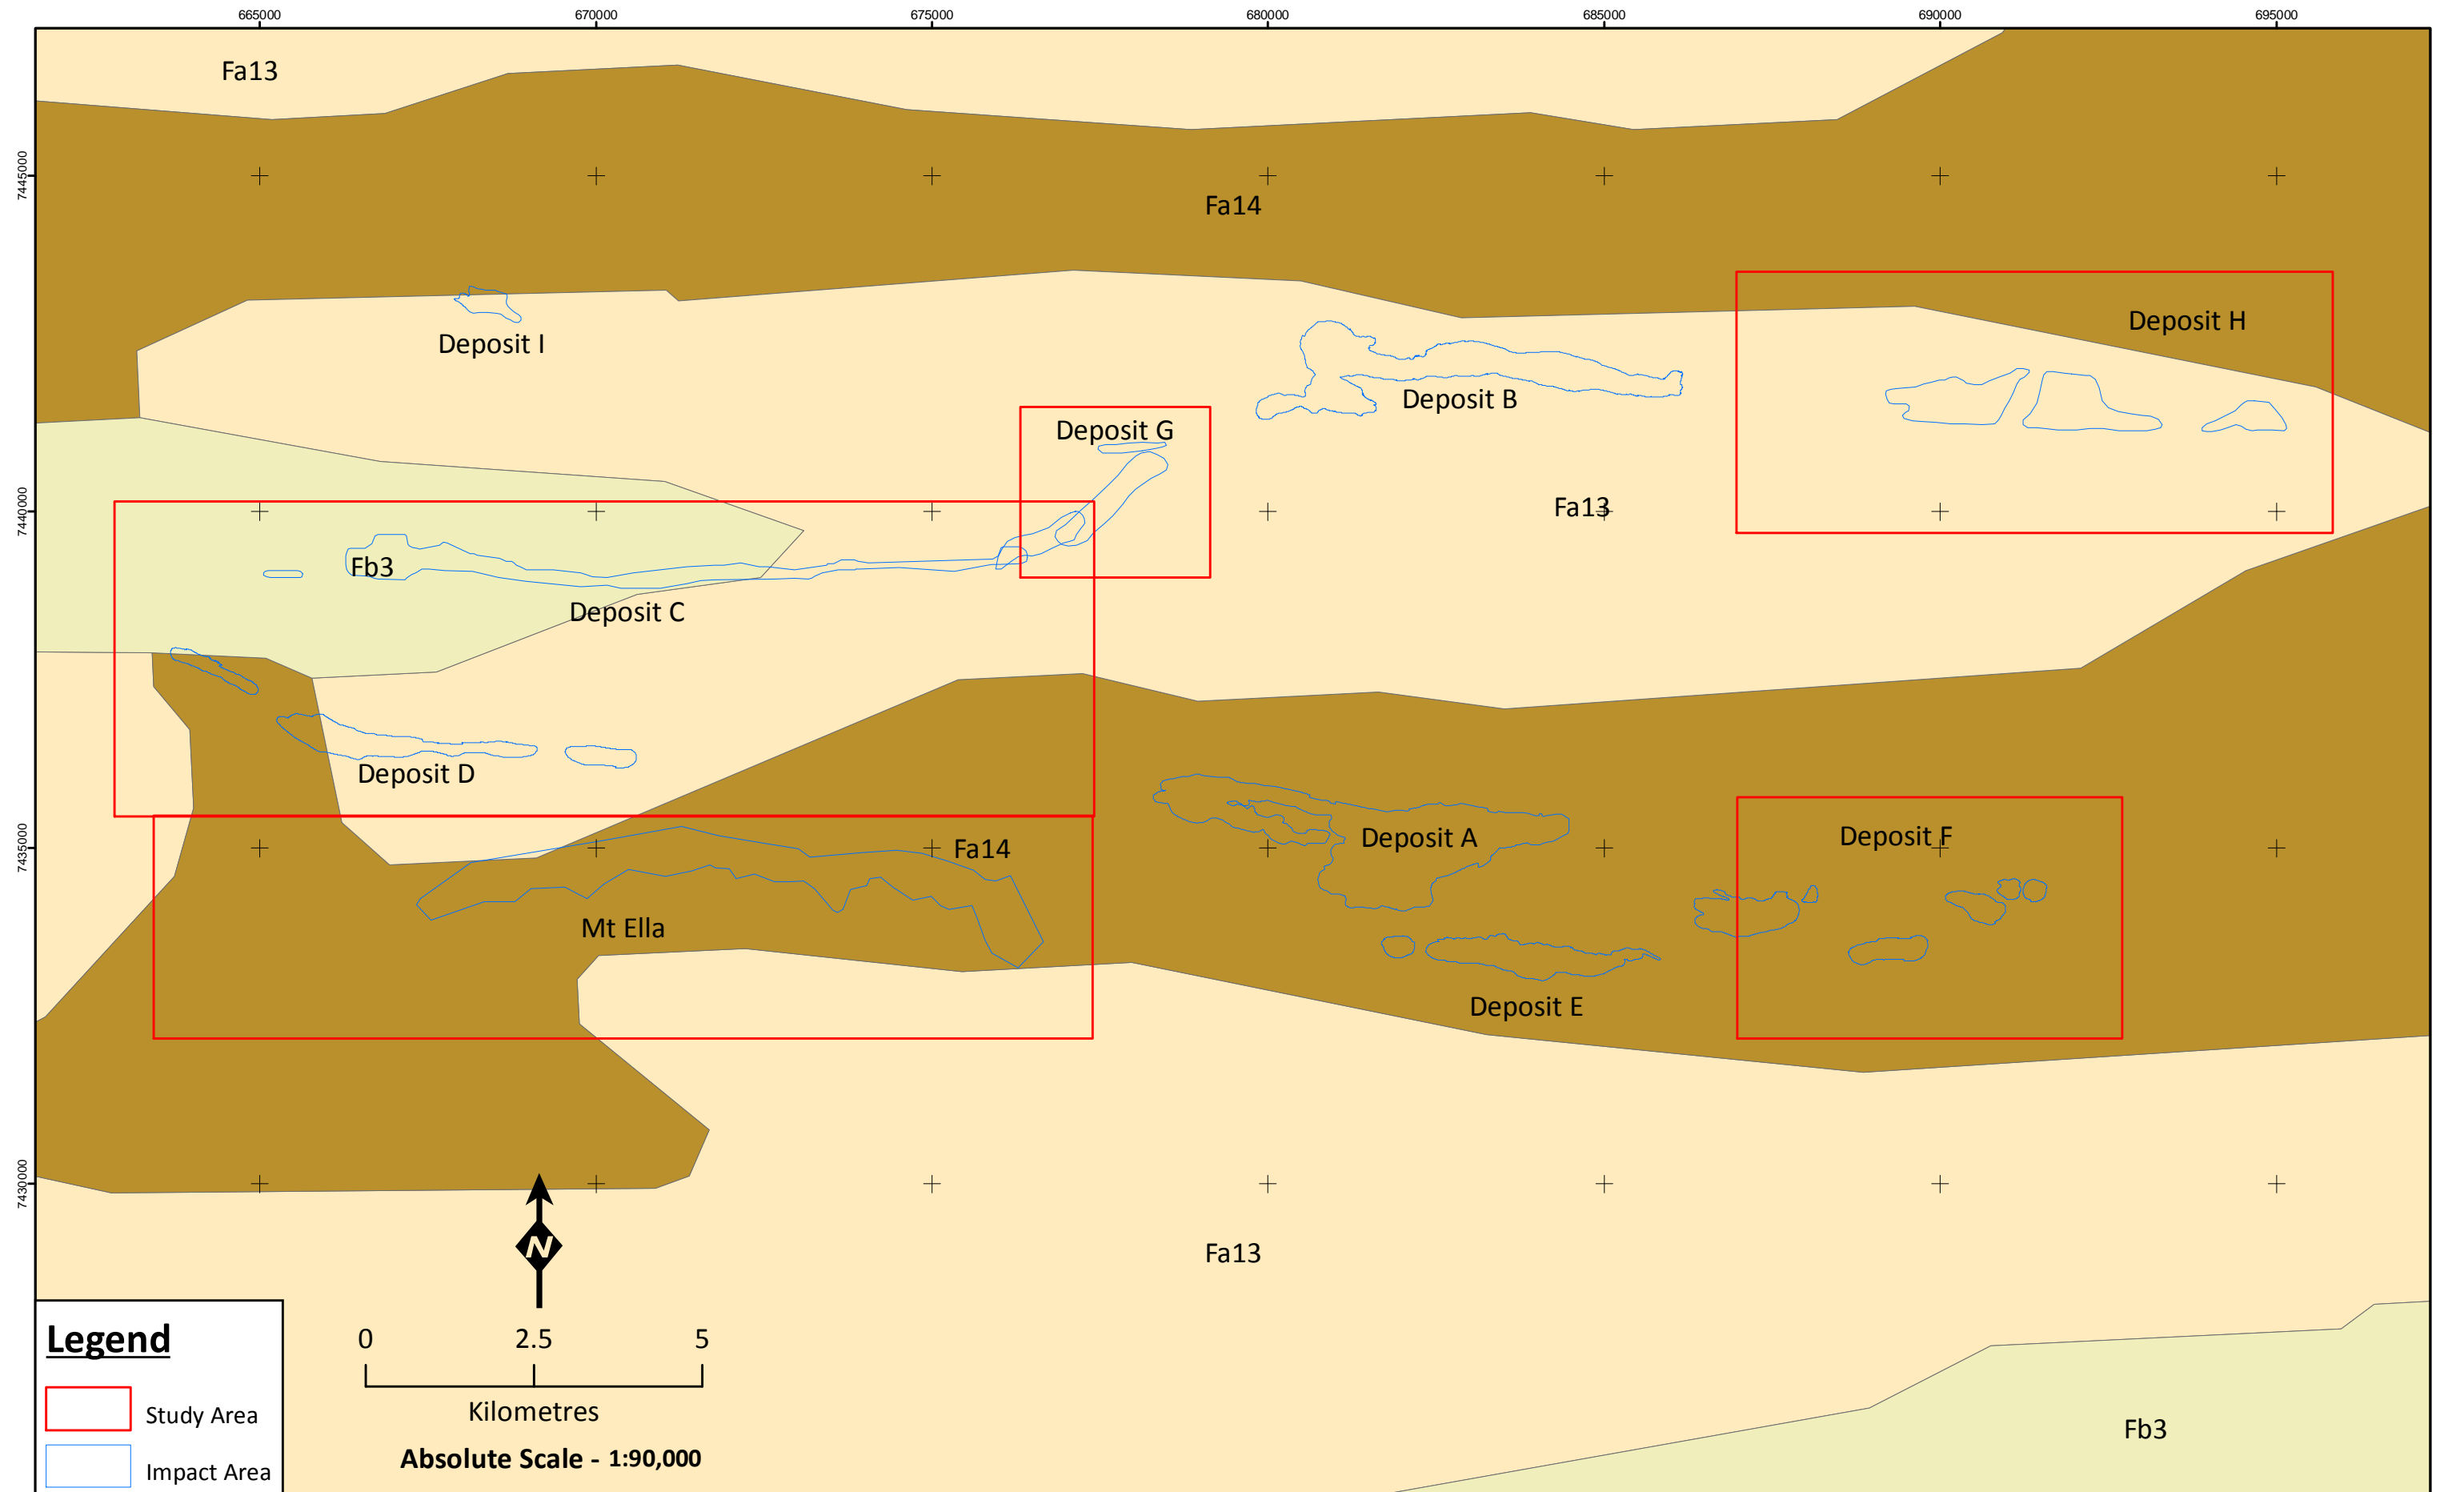 665000 670000 675000 680000 685000 690000 695000
Fa13
7445000
Fa14
Deposit H
Deposit I
Deposit B
Deposit G
7440000
Fa13
Fb3
Deposit C
Deposit D
7435000
Fa14
Deposit A
Deposit F
Mt Ella
Deposit E
7430000
N
Fa13
Legend
Study Area
Impact Area
0 2.5 5
Kilometres
Absolute Scale - 1:90,000
Fb3